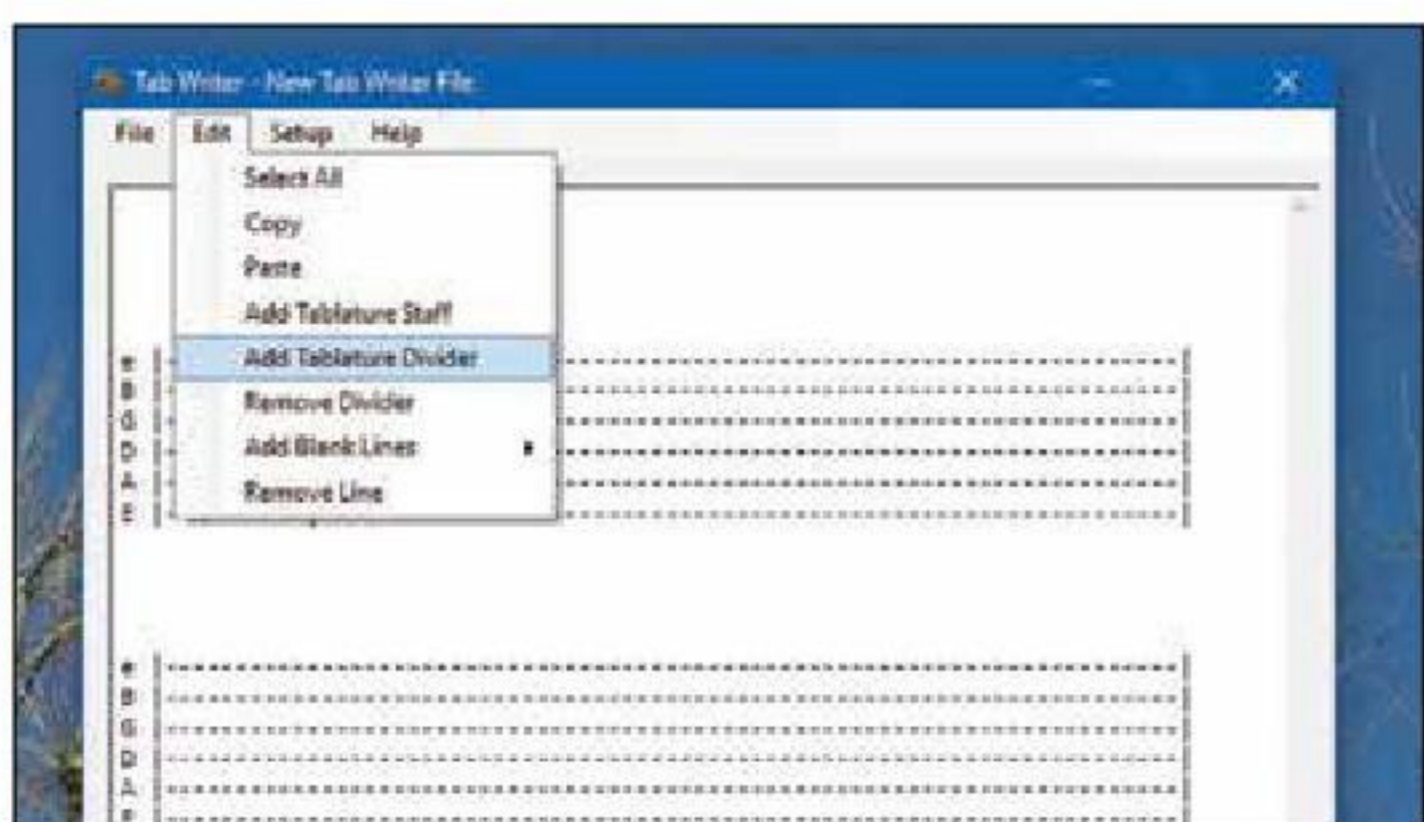 Tab Writer - New Tab Writer File
File Edit Setup Help
Select All
Copy
Paste
Add Tablature Staff
Add Tablature Divider
Remove Divider
Add Blank Lines
Remove Line
e
B
G
D
A
E
e
B
G
D
A
E